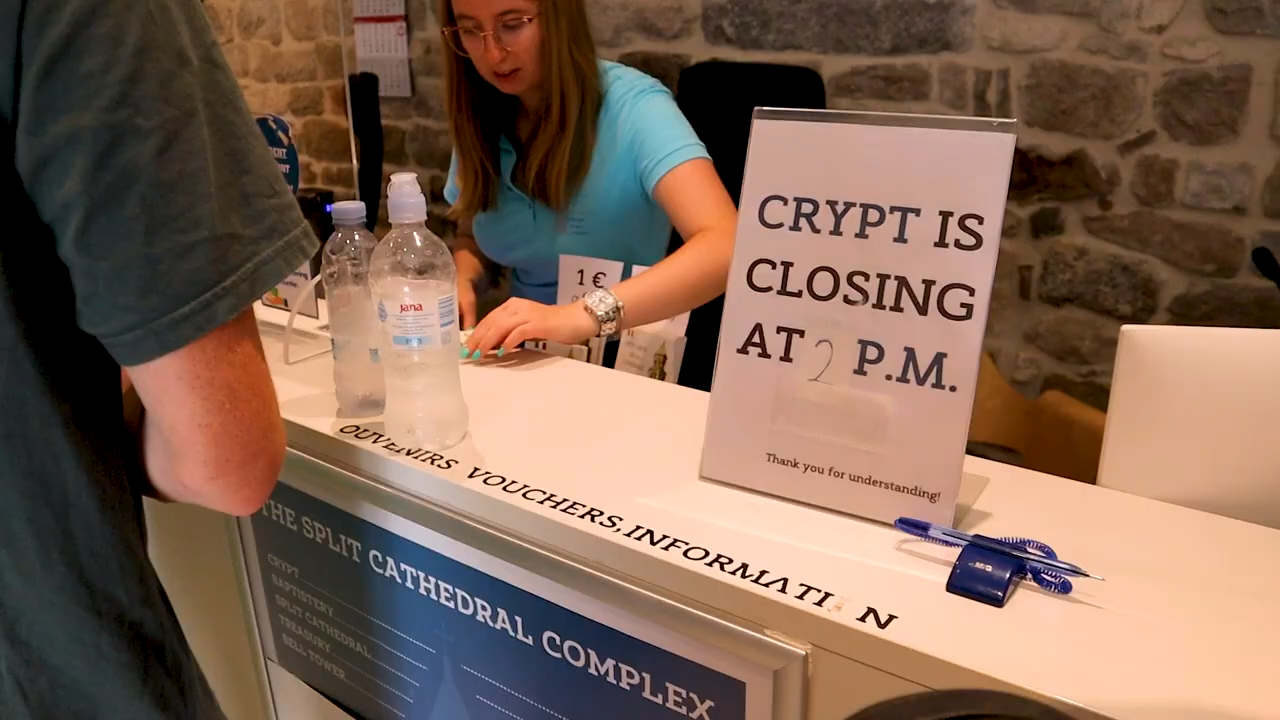 CRYPT IS
CLOSING
AT 2 P.M.
Thank you for understanding!
1 €
Jana
OUVENIRS VOUCHERS, INFORMATI N
THE SPLIT CATHEDRAL COMPLEX
CRYPT
BAPTISTERY
SPLIT CATHEDRAL
TREASURY
BELL TOWER